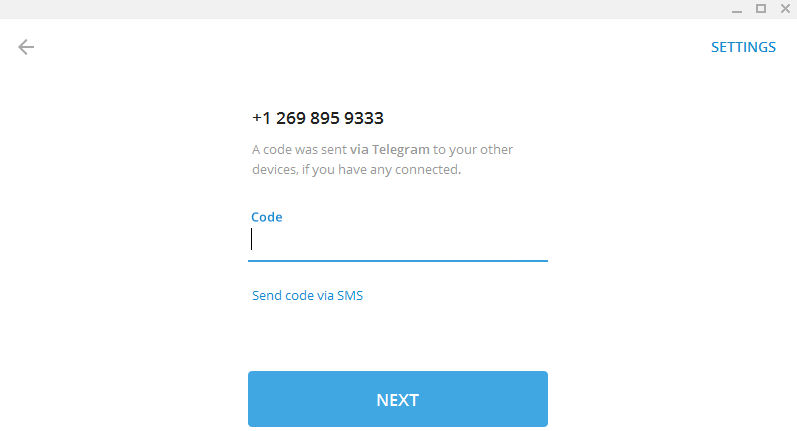 SETTINGS
+1 269 895 9333
A code was sent via Telegram to your other
devices, if you have any connected.
Code
Send code via SMS
NEXT